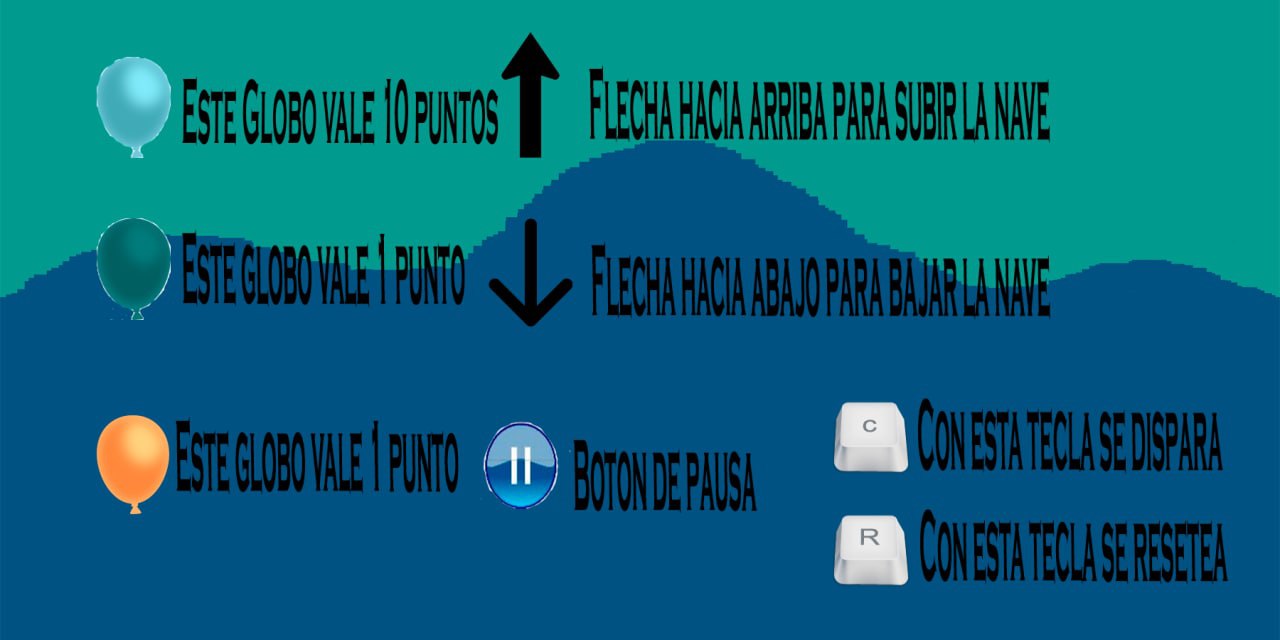 Este Globo vale 10 puntos
Flecha hacia arriba para subir la nave
Este globo vale 1 punto
Flecha hacia abajo para bajar la nave
Este globo vale 1 punto
Boton de pausa
C
Con esta tecla se dispara
R
Con esta tecla se resetea